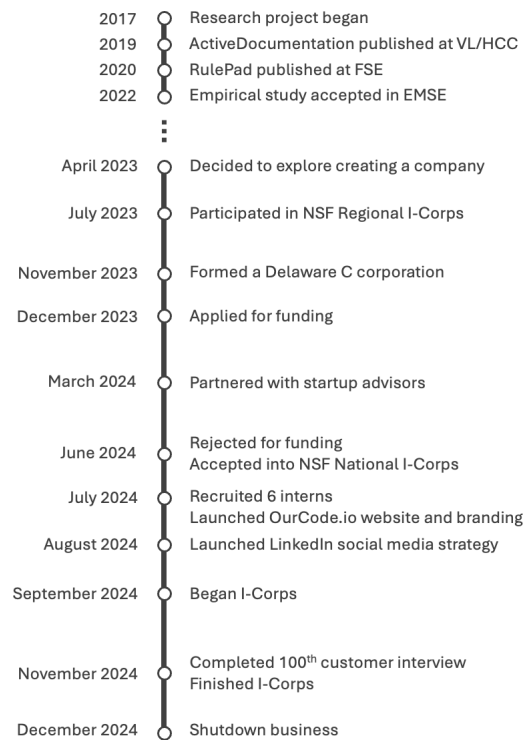 2017 Research project began
2019 ActiveDocumentation published at VL/HCC
2020 RulePad published at FSE
2022 Empirical study accepted in EMSE
April 2023 Decided to explore creating a company
July 2023 Participated in NSF Regional I-Corps
November 2023 Formed a Delaware C corporation
December 2023 Applied for funding
March 2024 Partnered with startup advisors
June 2024 Rejected for funding
Accepted into NSF National I-Corps
July 2024 Recruited 6 interns
Launched OurCode.io website and branding
August 2024 Launched LinkedIn social media strategy
September 2024 Began I-Corps
November 2024 Completed 100th customer interview
Finished I-Corps
December 2024 Shutdown business